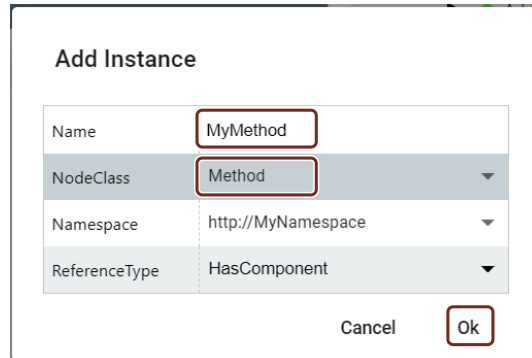 Add Instance
Name MyMethod
NodeClass Method
Namespace http://MyNamespace
ReferenceType HasComponent
Cancel Ok